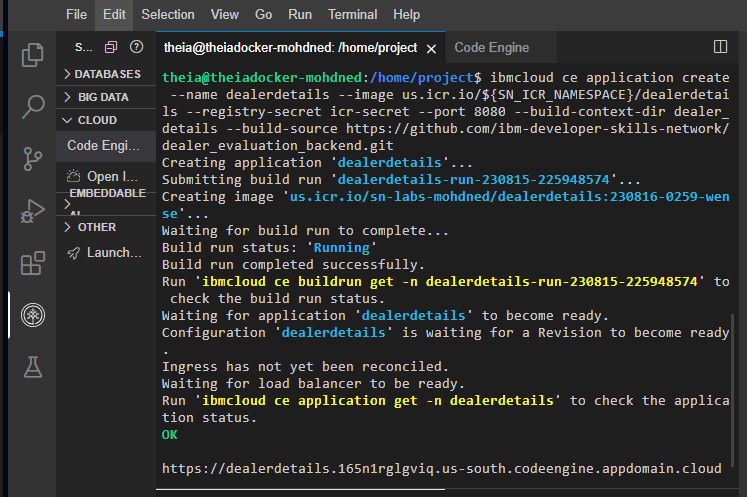 File Edit Selection View Go Run Terminal Help
S...
theia@theiadocker-mohdned: /home/project
Code Engine
DATABASES
BIG DATA
CLOUD
Code Engi...
Open I...
EMBEDDABLE
AI
OTHER
Launch...
theia@theiadocker-mohdned:/home/project$ ibmcloud ce application create
--name dealerdetails --image us.icr.io/${SN_ICR_NAMESPACE}/dealerdetai
ls --registry-secret icr-secret --port 8080 --build-context-dir dealer_
details --build-source https://github.com/ibm-developer-skills-network/
dealer_evaluation_backend.git
Creating application 'dealerdetails'...
Submitting build run 'dealerdetails-run-230815-225948574'...
Creating image 'us.icr.io/sn-labs-mohdned/dealerdetails:230816-0259-wen
se'...
Waiting for build run to complete...
Build run status: 'Running'
Build run completed successfully.
Run 'ibmcloud ce buildrun get -n dealerdetails-run-230815-225948574' to
check the build run status.
Waiting for application 'dealerdetails' to become ready.
Configuration 'dealerdetails' is waiting for a Revision to become ready
.
Ingress has not yet been reconciled.
Waiting for load balancer to be ready.
Run 'ibmcloud ce application get -n dealerdetails' to check the applica
tion status.
OK
https://dealerdetails.165n1rglgviq.us-south.codeengine.appdomain.cloud